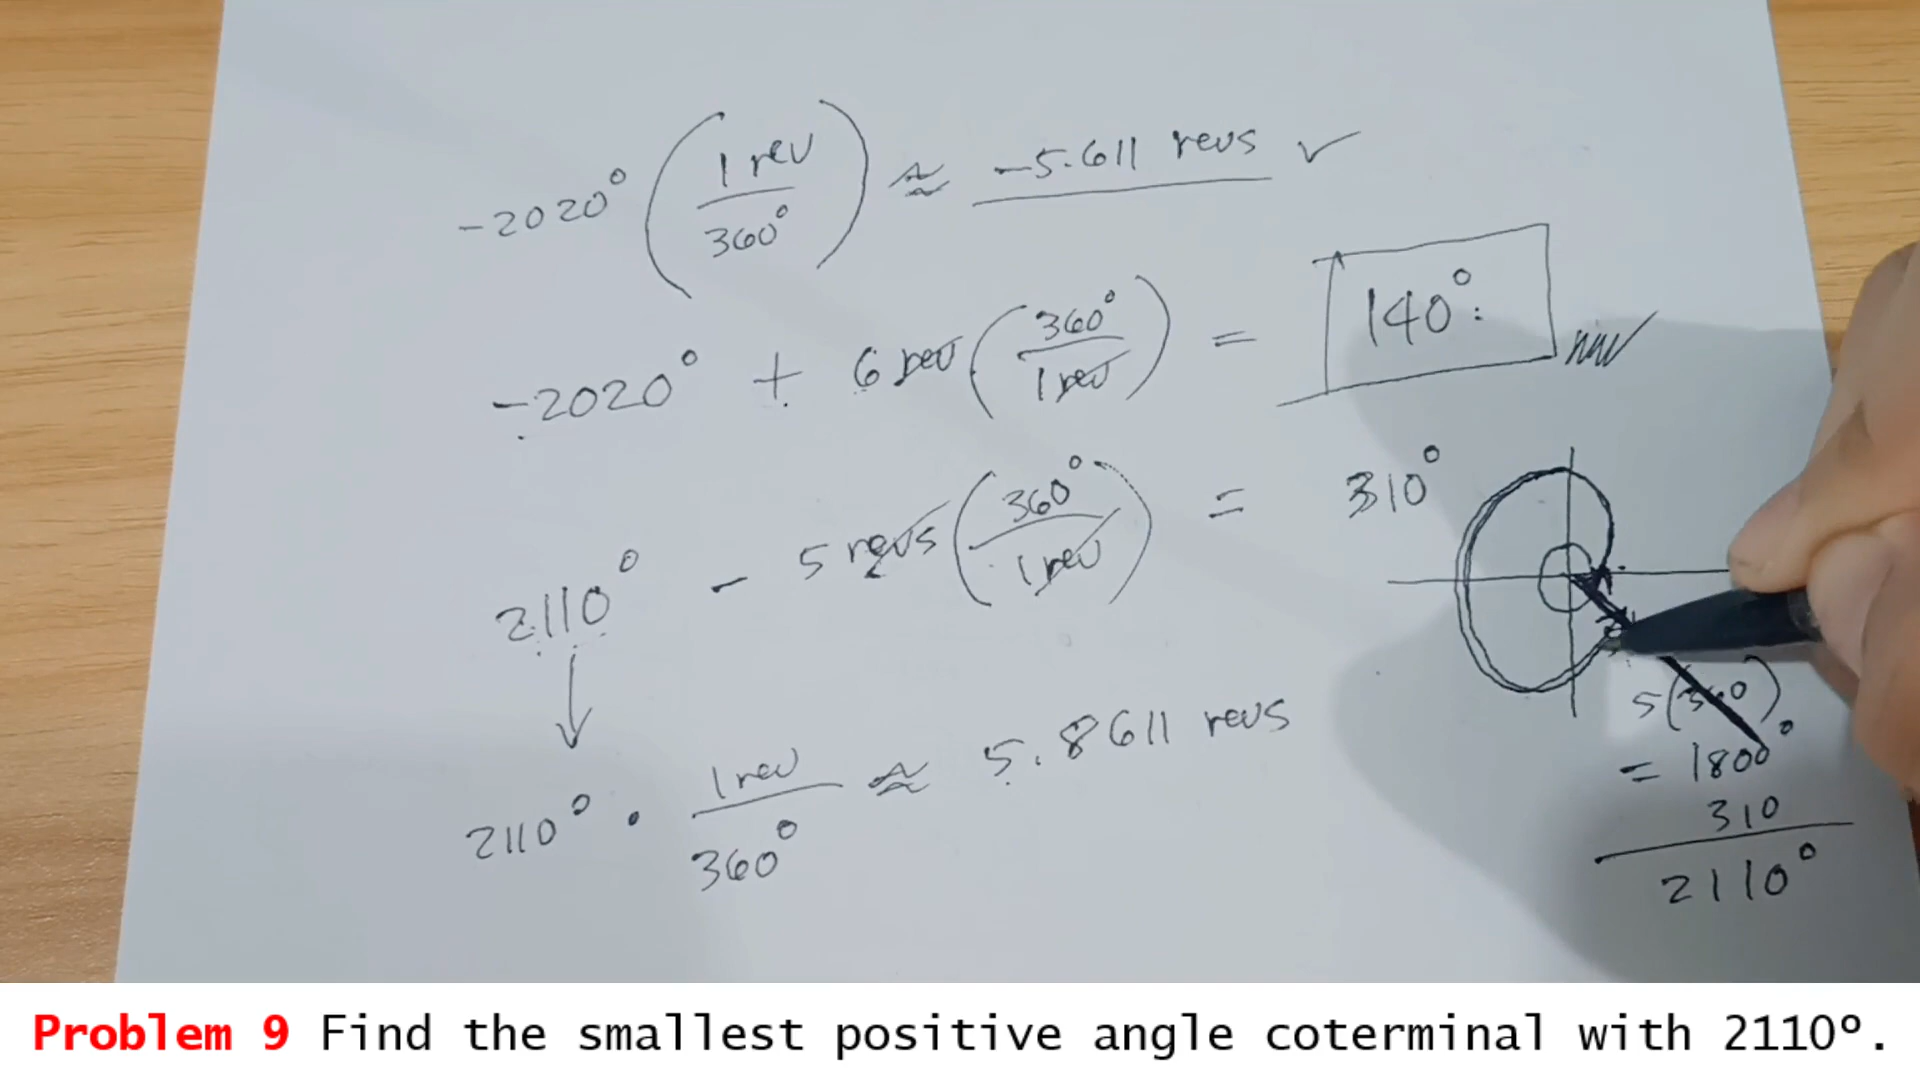 -2020° (1 rev / 360°) ≈ -5.611 revs ✓
-2020° + 6 rev (360° / 1 rev) = 140°
2110° - 5 revs (360° / 1 rev) = 310°
2110° · 1 rev / 360° ≈ 5.8611 revs
5(360)
= 1800°
310
2110°
Problem 9 Find the smallest positive angle coterminal with 2110º.